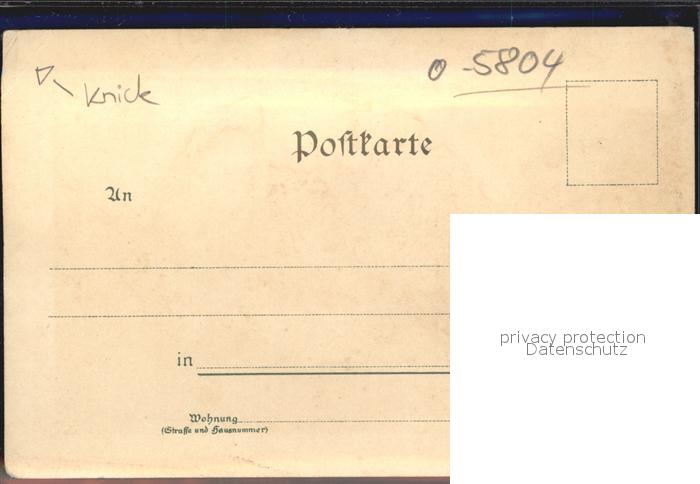 0-5804
Knick
Poſtkarte
An
privacy protection
Datenschutz
in
Wohnung
(Straſſe und Hausnummer)